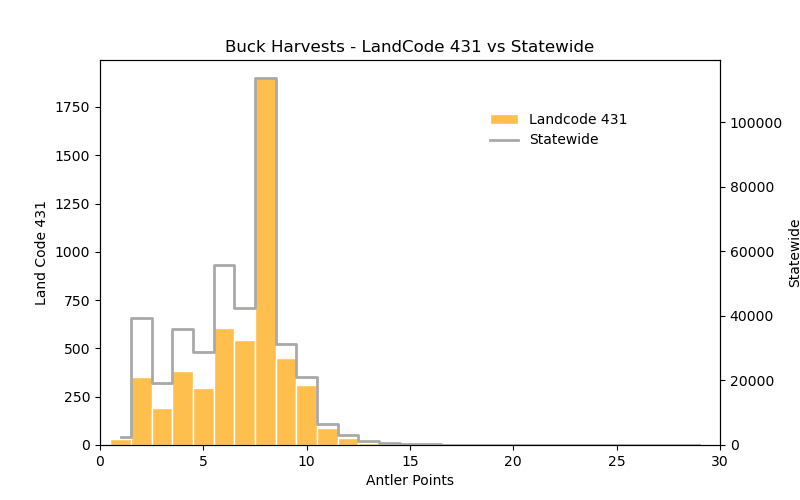 Buck Harvests - LandCode 431 vs Statewide
Land Code 431
1750
1500
1250
1000
750
500
250
0
Landcode 431
Statewide
100000
80000
60000
40000
20000
0
Statewide
0 5 10 15 20 25 30
Antler Points